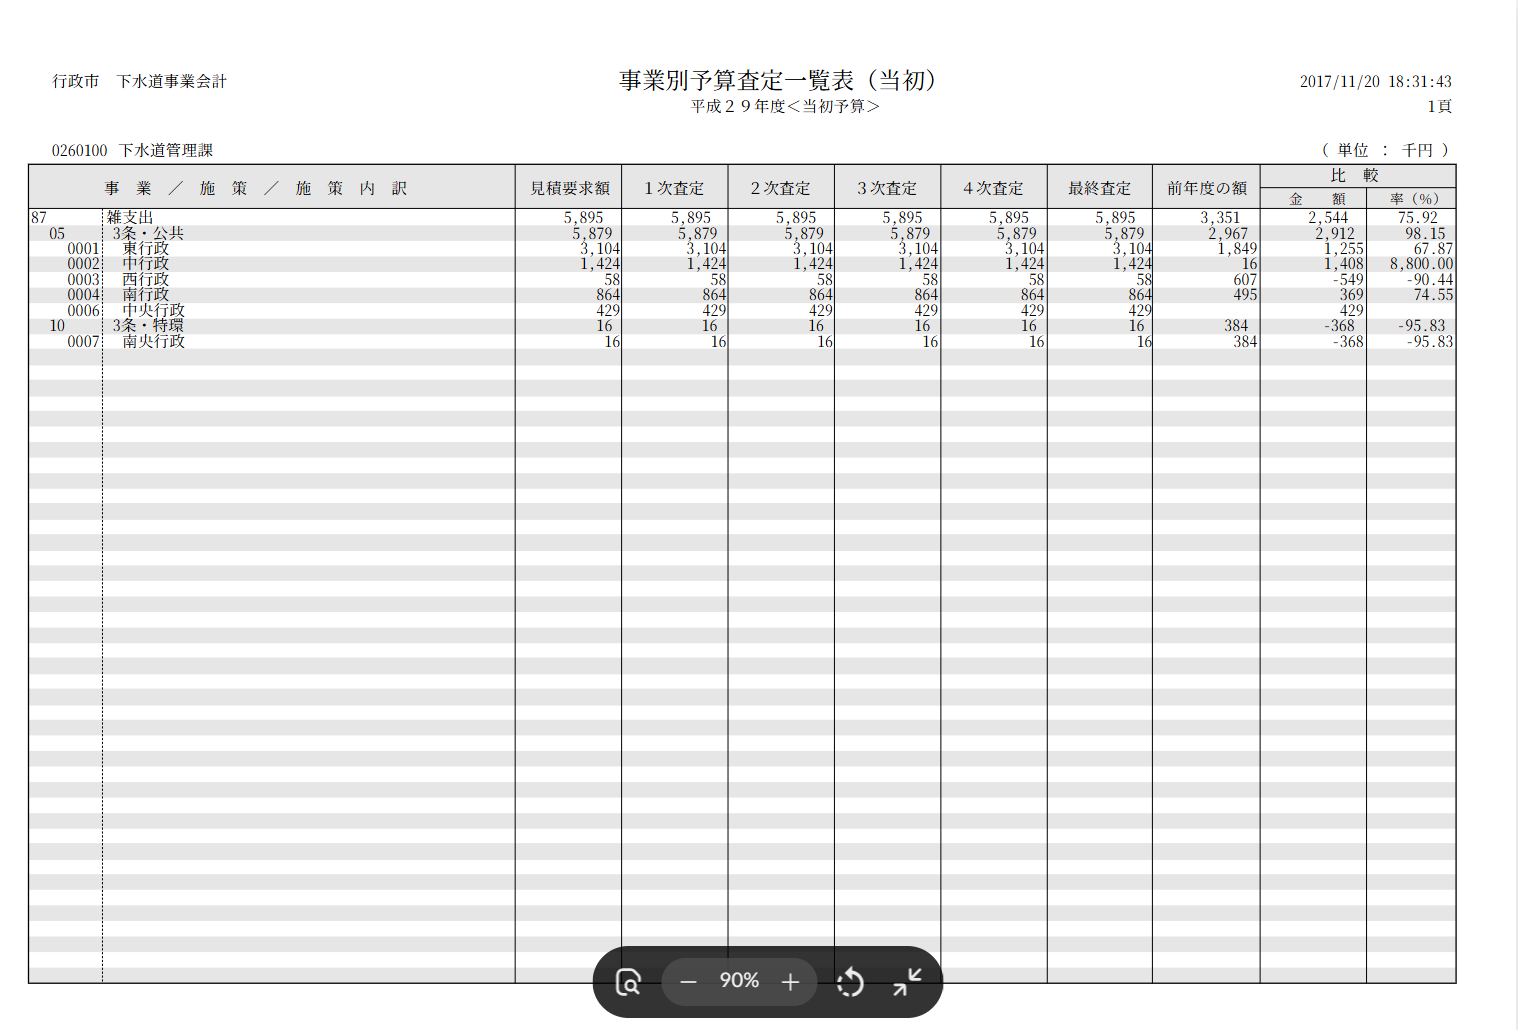 行政市　下水道事業会計　事業別予算査定一覧表（当初）　2017/11/20 18:31:43
平成２９年度＜当初予算＞　1頁
0260100 下水道管理課　（ 単位 ： 千円 ）
事 業 ／ 施 策 ／ 施 策 内 訳　見積要求額　１次査定　２次査定　３次査定　４次査定　最終査定　前年度の額　比 較
金 額　率（%）
87 雑支出 5,895 5,895 5,895 5,895 5,895 5,895 3,351 2,544 75.92
05 3条・公共 5,879 5,879 5,879 5,879 5,879 5,879 2,967 2,912 98.15
0001 東行政 3,104 3,104 3,104 3,104 3,104 3,104 1,849 1,255 67.87
0002 中行政 1,424 1,424 1,424 1,424 1,424 1,424 16 1,408 8,800.00
0003 西行政 58 58 58 58 58 58 607 -549 -90.44
0004 南行政 864 864 864 864 864 864 495 369 74.55
0006 中央行政 429 429 429 429 429 429 429
10 3条・特環 16 16 16 16 16 16 384 -368 -95.83
0007 南央行政 16 16 16 16 16 16 384 -368 -95.83
90%